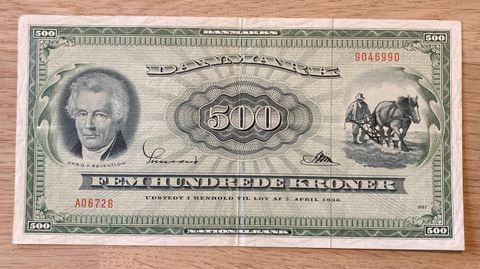 500 DANMARKS 500
DANMARK
9046990
500
CHR. D. F. REVENTLOW
FEM HUNDREDE KRONER
A0672B
UDSTEDT I HENHOLD TIL LOV AF 7. APRIL 1936
1967
500 NATIONALBANK 500